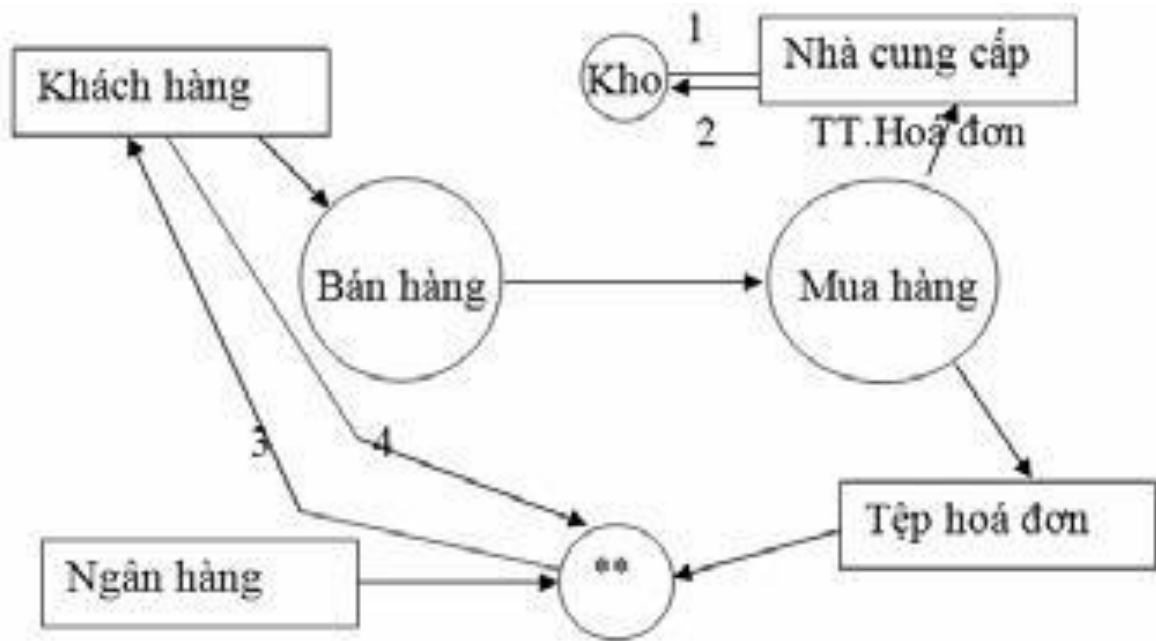 1
Khách hàng
Kho
Nhà cung cấp
2
TT.Hoá đơn
Bán hàng
Mua hàng
3
4
Tệp hoá đơn
Ngân hàng
**